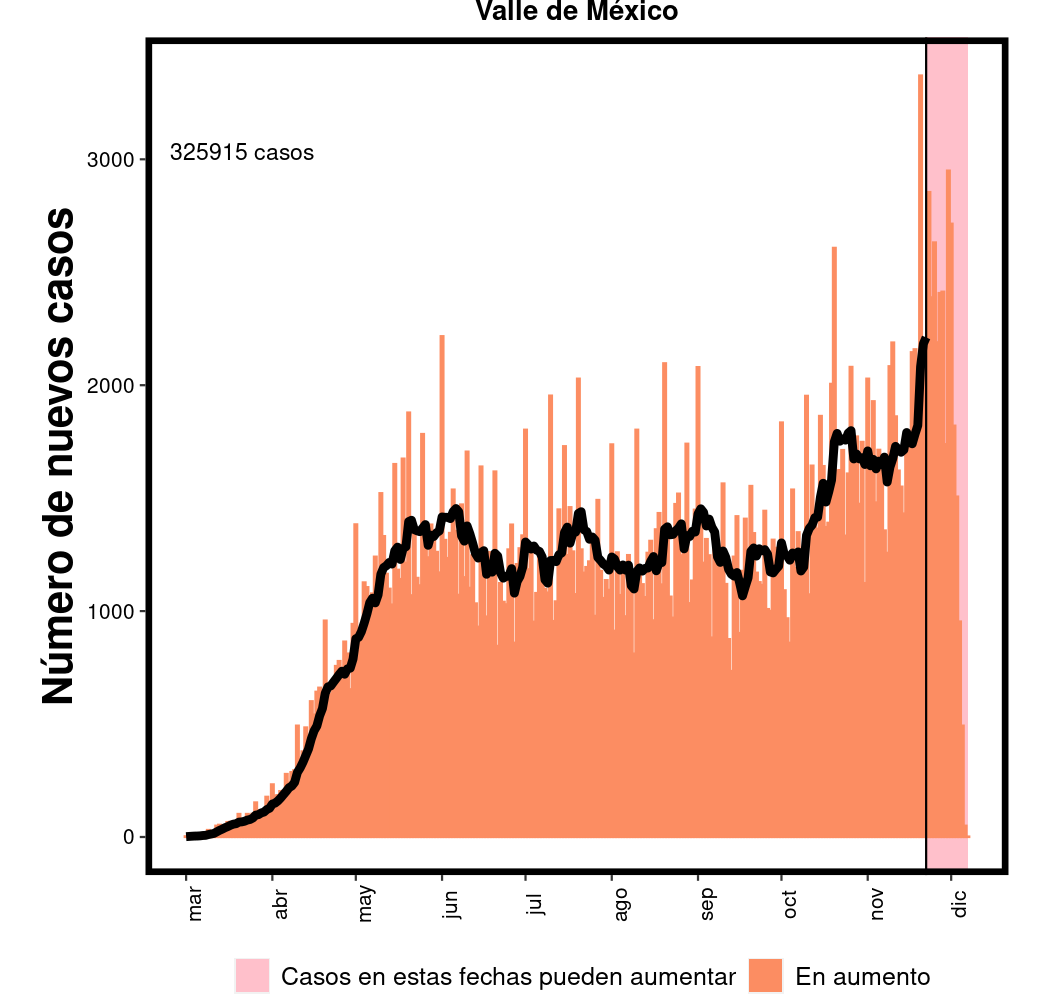 Valle de México
325915 casos
Número de nuevos casos
3000
2000
1000
0
mar
abr
may
jun
jul
ago
sep
oct
nov
dic
Casos en estas fechas pueden aumentar
En aumento